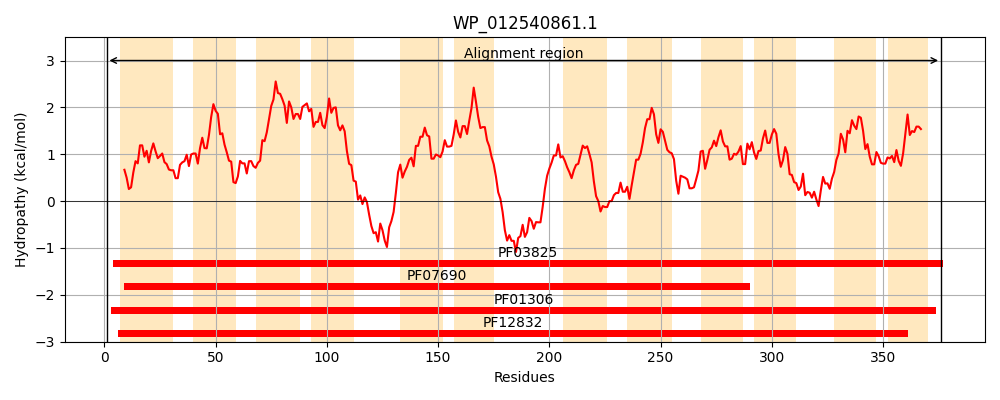 WP_012540861.1
Alignment region
3
2
1
0
−1
−2
−3
Hydropathy (kcal/mol)
PF03825
PF07690
PF01306
PF12832
0
50
100
150
200
250
300
350
Residues